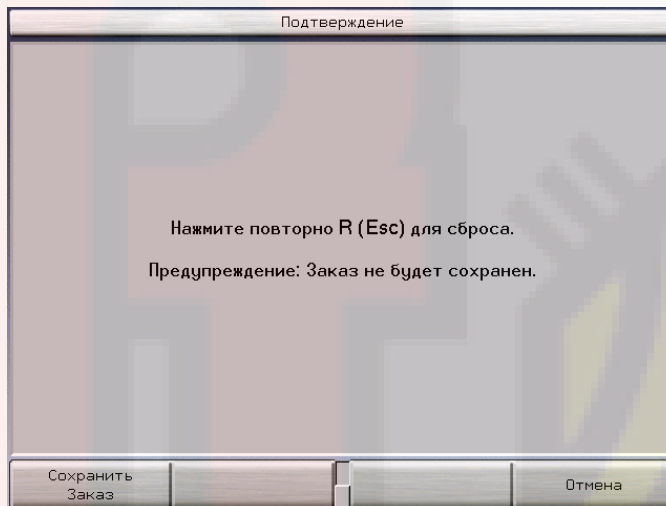 Подтверждение
Нажмите повторно R (Esc) для сброса.
Предупреждение: Заказ не будет сохранен.
Сохранить
Заказ
Отмена